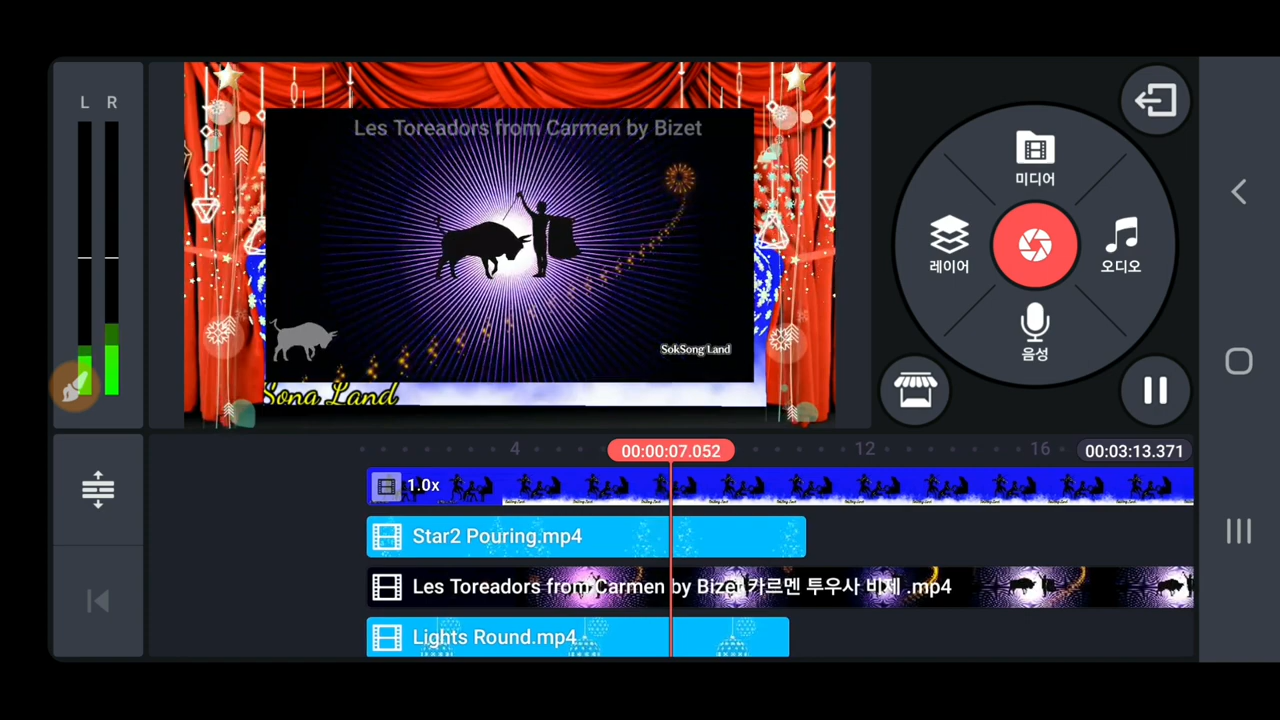 L R
Les Toreadors from Carmen by Bizet
SokSong Land
Song Land
미디어
레이어
오디오
음성
4
00:00:07.052
12
16
00:03:13.371
1.0x
Star2 Pouring.mp4
Les Toreadors from Carmen by Bizet 카르멘 투우사 비제 .mp4
Lights Round.mp4